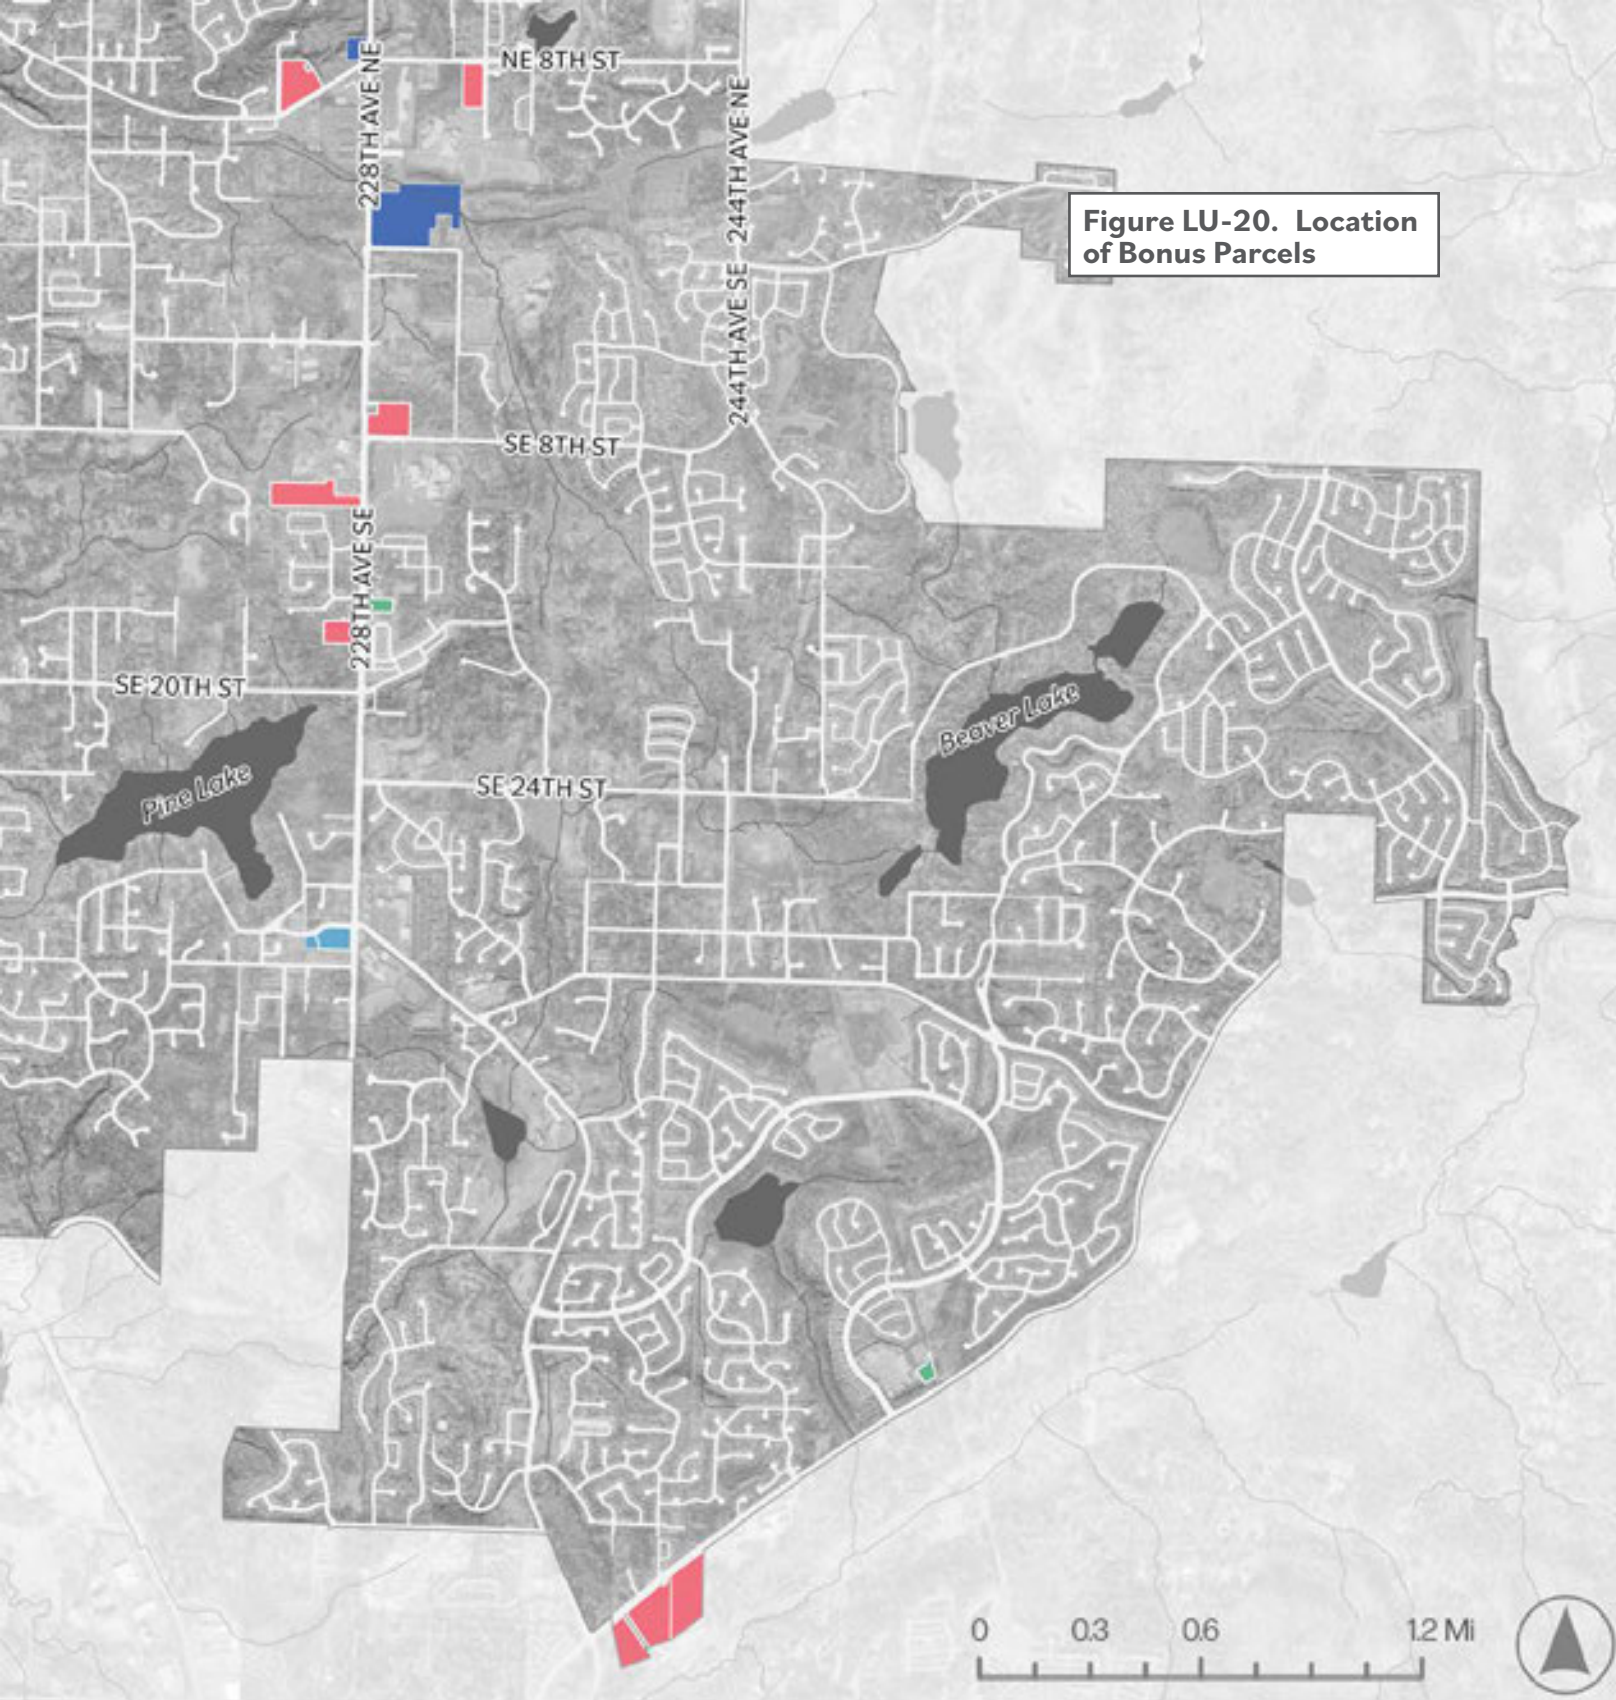 NE 8TH ST
228TH AVE NE
244TH AVE NE
Figure LU-20. Location
of Bonus Parcels
244TH AVE SE
SE 8TH ST
228TH AVE SE
SE 20TH ST
Beaver Lake
Pine Lake
SE 24TH ST
0 0.3 0.6 1.2 Mi